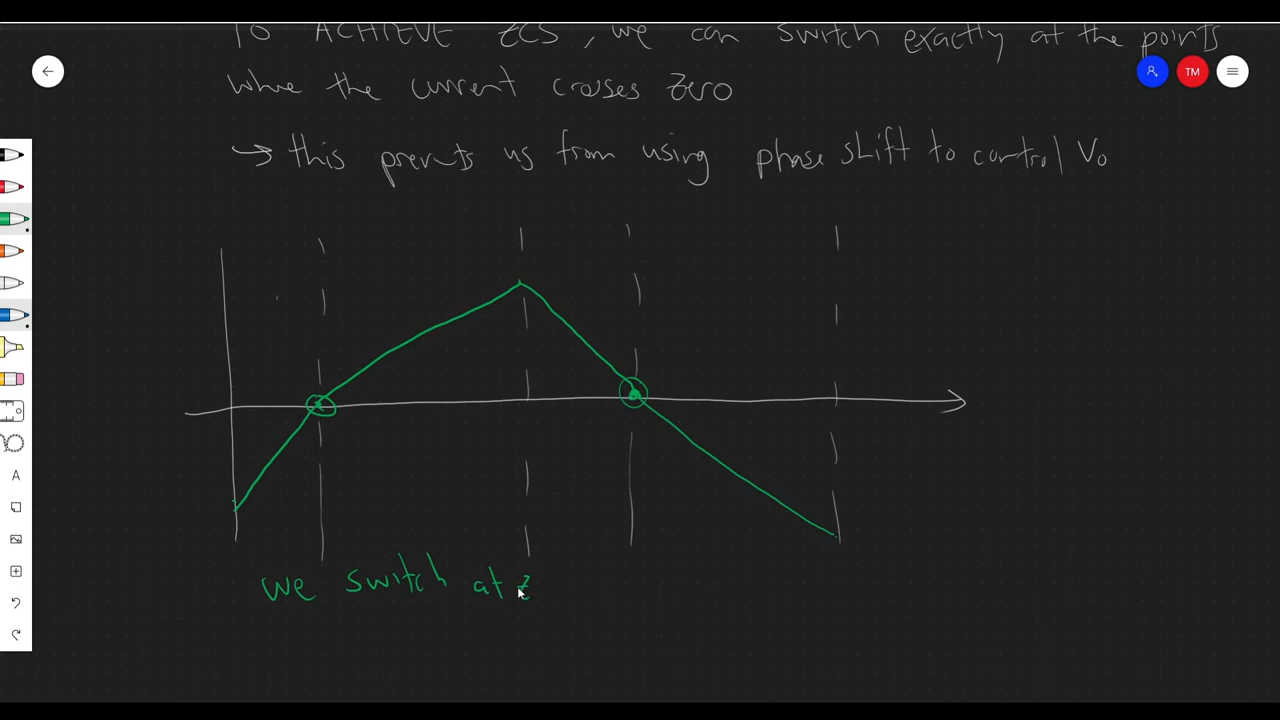 To ACHIEVE ZCS, we can switch exactly at the points
where the current crosses zero
→ this prevents us from using phase shift to control Vo
TM
A
we switch at z